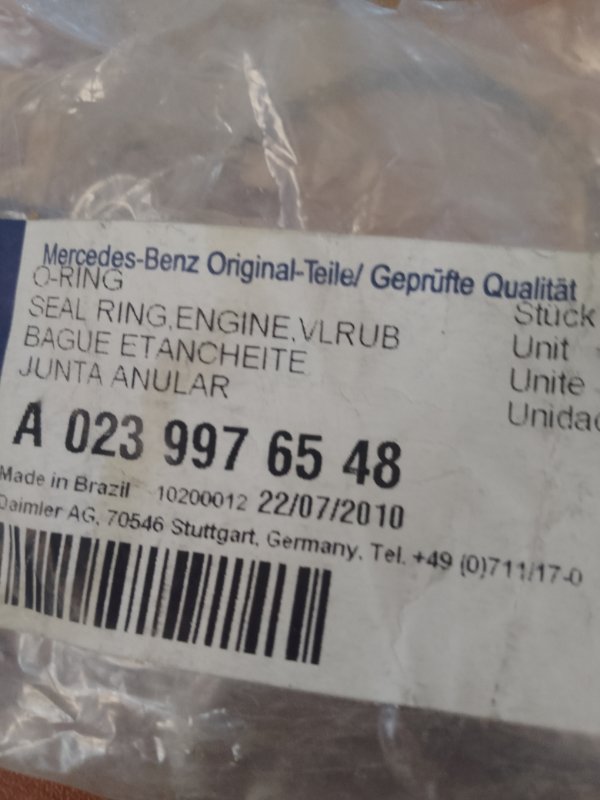 Mercedes-Benz Original-Teile/ Geprüfte Qualität
O-RING
SEAL RING,ENGINE,VLRUB
BAGUE ETANCHEITE
JUNTA ANULAR
Stück
Unit
Unite
A 023 997 65 48
Made in Brazil 10200012 22/07/2010
Daimler AG, 70546 Stuttgart, Germany, Tel. +49 (0)711/17-0